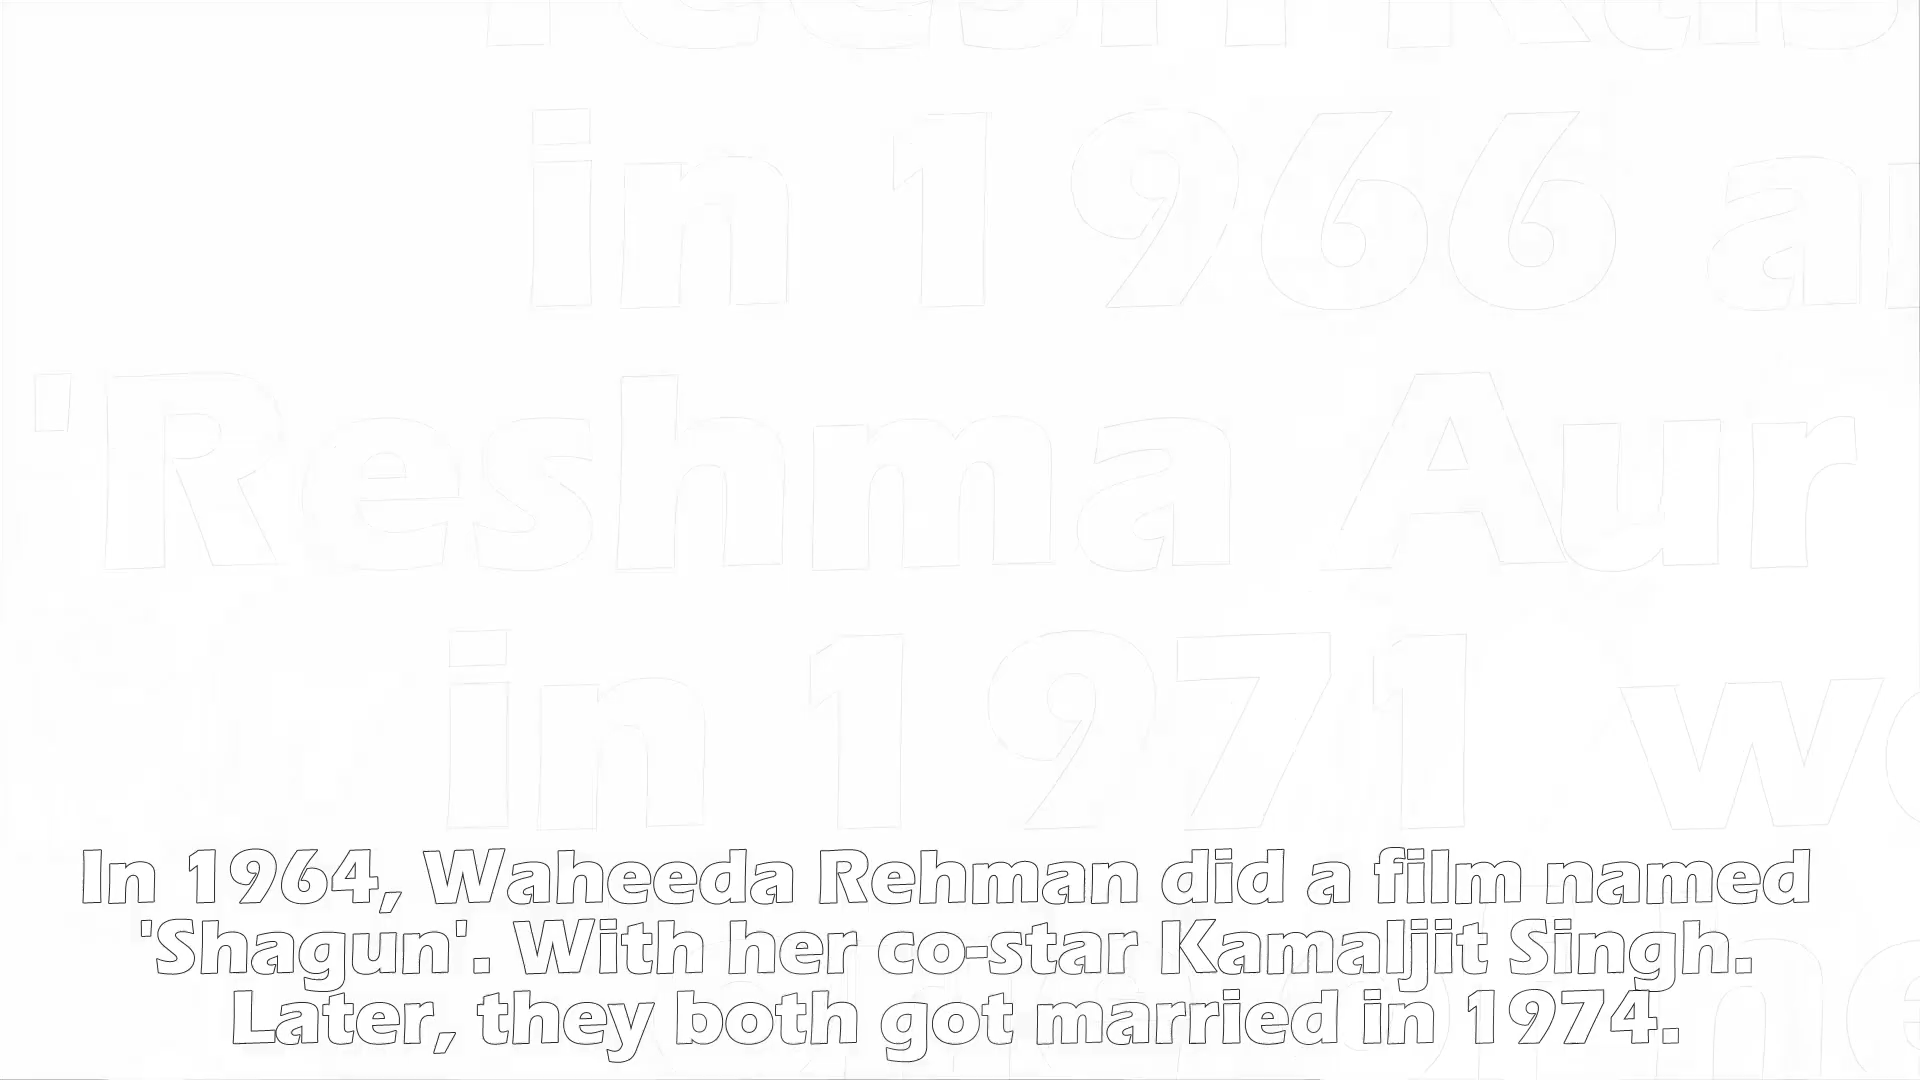 in 1966
'Reshma Aur
in 1971
In 1964, Waheeda Rehman did a film named
'Shagun'. With her co-star Kamaljit Singh.
Later, they both got married in 1974.